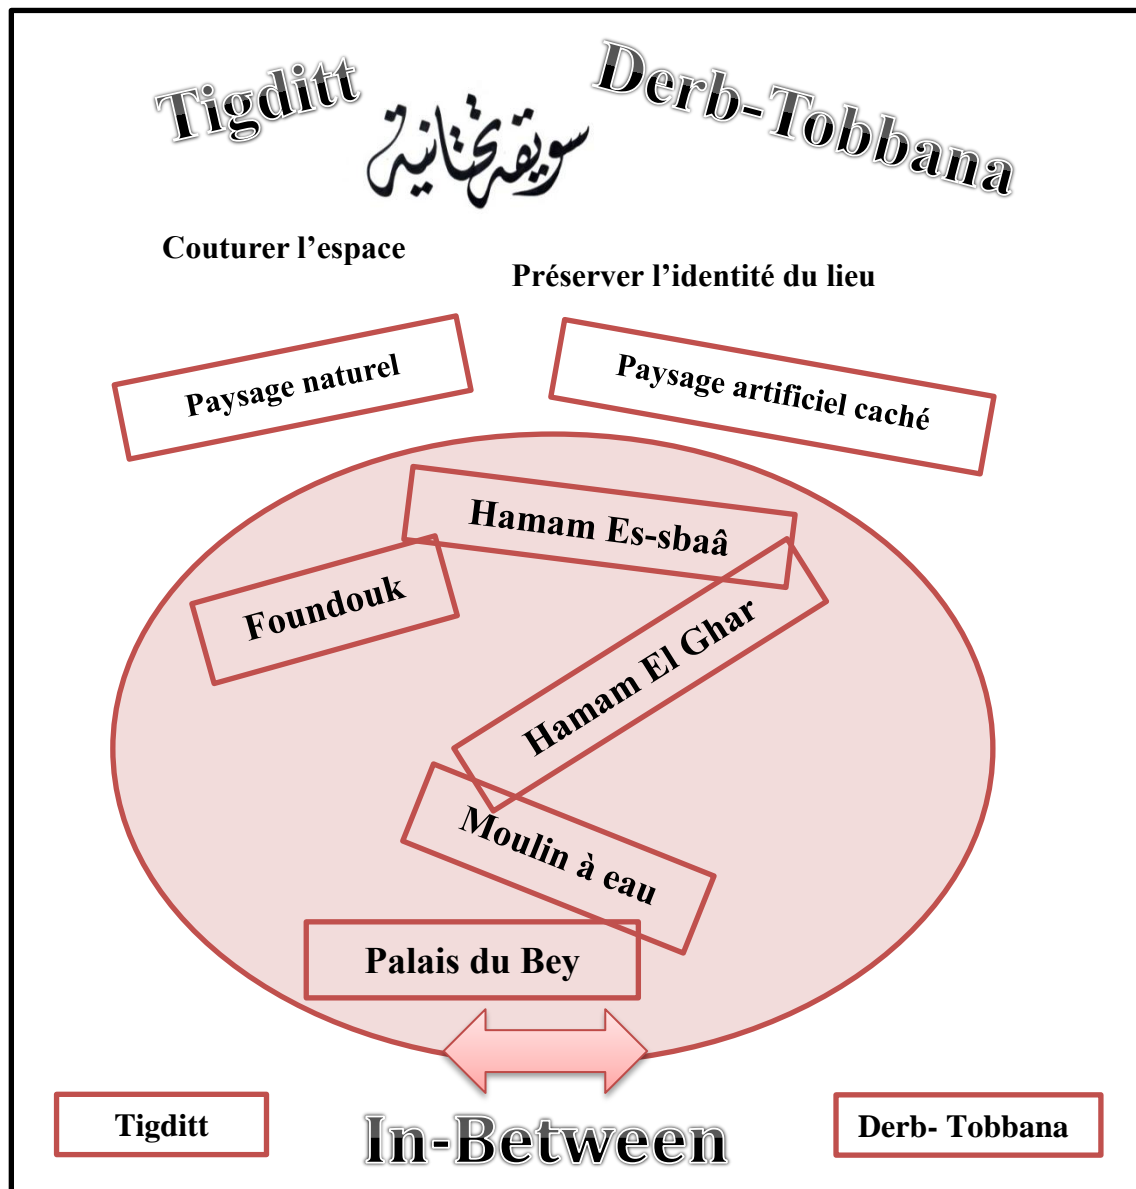 Tigditt
Derb-Tobbana
سويقة تحتانية
Couturer l’espace
Préserver l’identité du lieu
Paysage naturel
Paysage artificiel caché
Hamam Es-sbaâ
Foundouk
Hamam El Ghar
Moulin à eau
Palais du Bey
Tigditt
In-Between
Derb- Tobbana